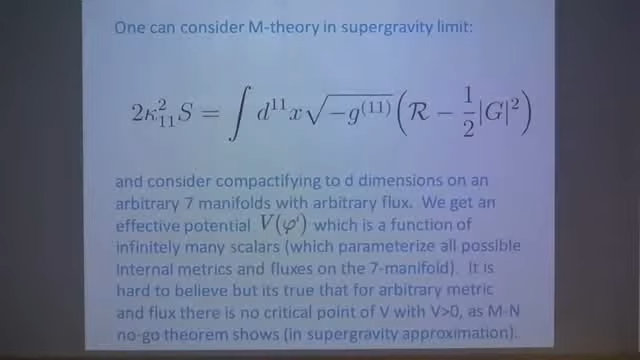 One can consider M-theory in supergravity limit:
2κ²₁₁S = ∫ d¹¹x√−g⁽¹¹⁾(ℛ − ½|G|²)
and consider compactifying to d dimensions on an
arbitrary 7 manifolds with arbitrary flux. We get an
effective potential V(φⁱ) which is a function of
infinitely many scalars (which parameterize all possible
internal metrics and fluxes on the 7-manifold). It is
hard to believe but its true that for arbitrary metric
and flux there is no critical point of V with V>0, as M-N
no-go theorem shows (in supergravity approximation).